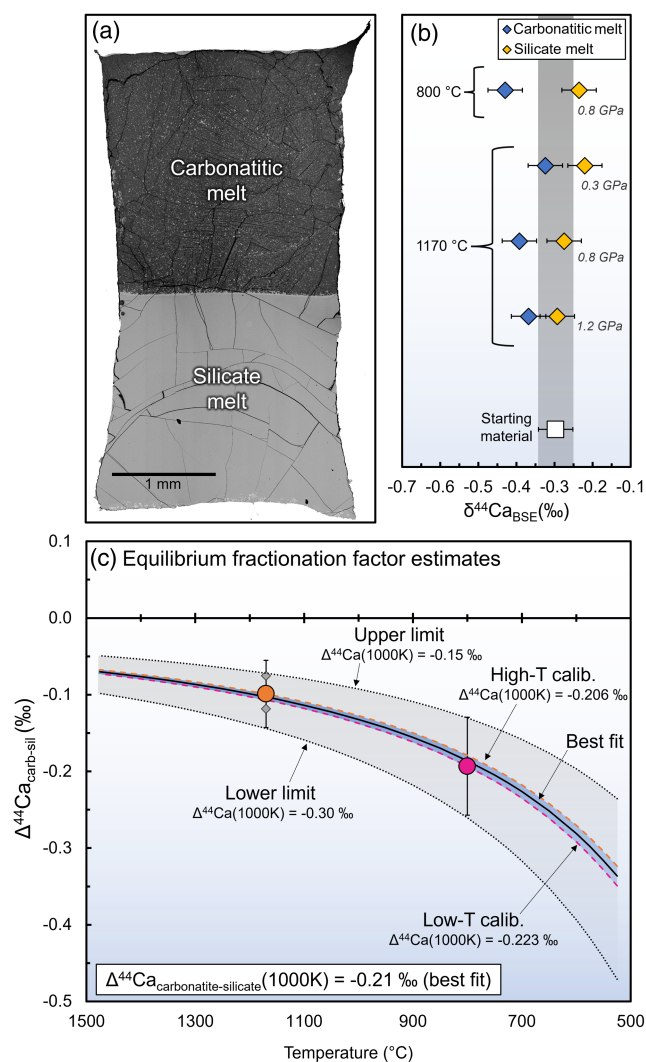 (a)
Carbonatitic
melt
Silicate
melt
1 mm
(b)
Carbonatitic melt
Silicate melt
800 °C
0.8 GPa
0.3 GPa
1170 °C
0.8 GPa
1.2 GPa
Starting
material
-0.7 -0.6 -0.5 -0.4 -0.3 -0.2 -0.1
δ⁴⁴Ca_BSE(‰)
(c) Equilibrium fractionation factor estimates
0.1
0.0
-0.1
-0.2
-0.3
-0.4
-0.5
Δ⁴⁴Ca_carb-sil (‰)
Upper limit
Δ⁴⁴Ca(1000K) = -0.15 ‰
High-T calib.
Δ⁴⁴Ca(1000K) = -0.206 ‰
Best fit
Lower limit
Δ⁴⁴Ca(1000K) = -0.30 ‰
Low-T calib.
Δ⁴⁴Ca(1000K) = -0.223 ‰
Δ⁴⁴Ca_carbonatite-silicate(1000K) = -0.21 ‰ (best fit)
1500 1300 1100 900 700 500
Temperature (°C)